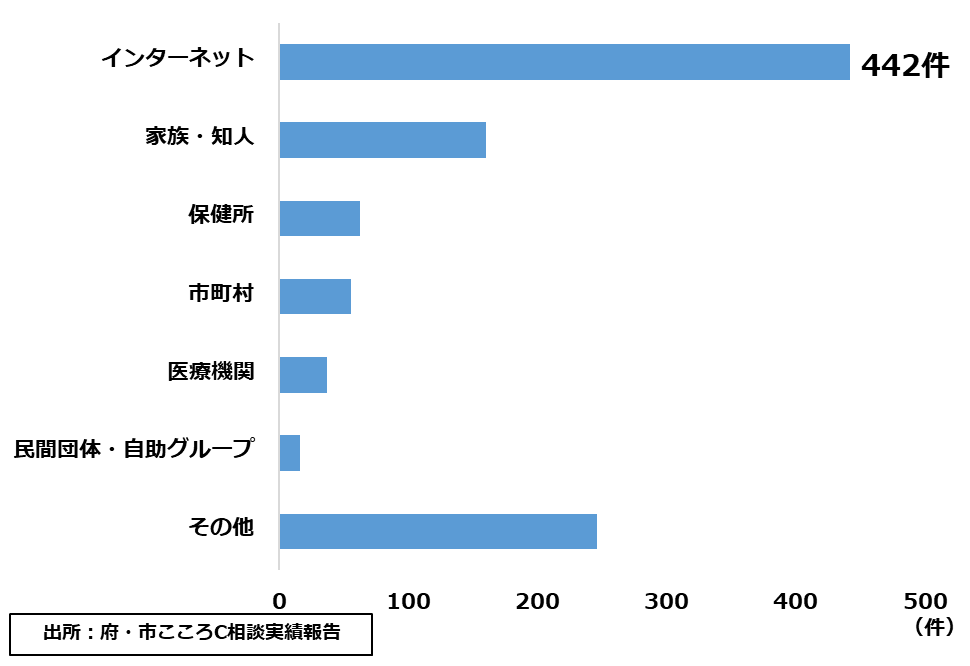 インターネット
442件
家族・知人
保健所
市町村
医療機関
民間団体・自助グループ
その他
0 100 200 300 400 500
（件）
出所：府・市こころC相談実績報告